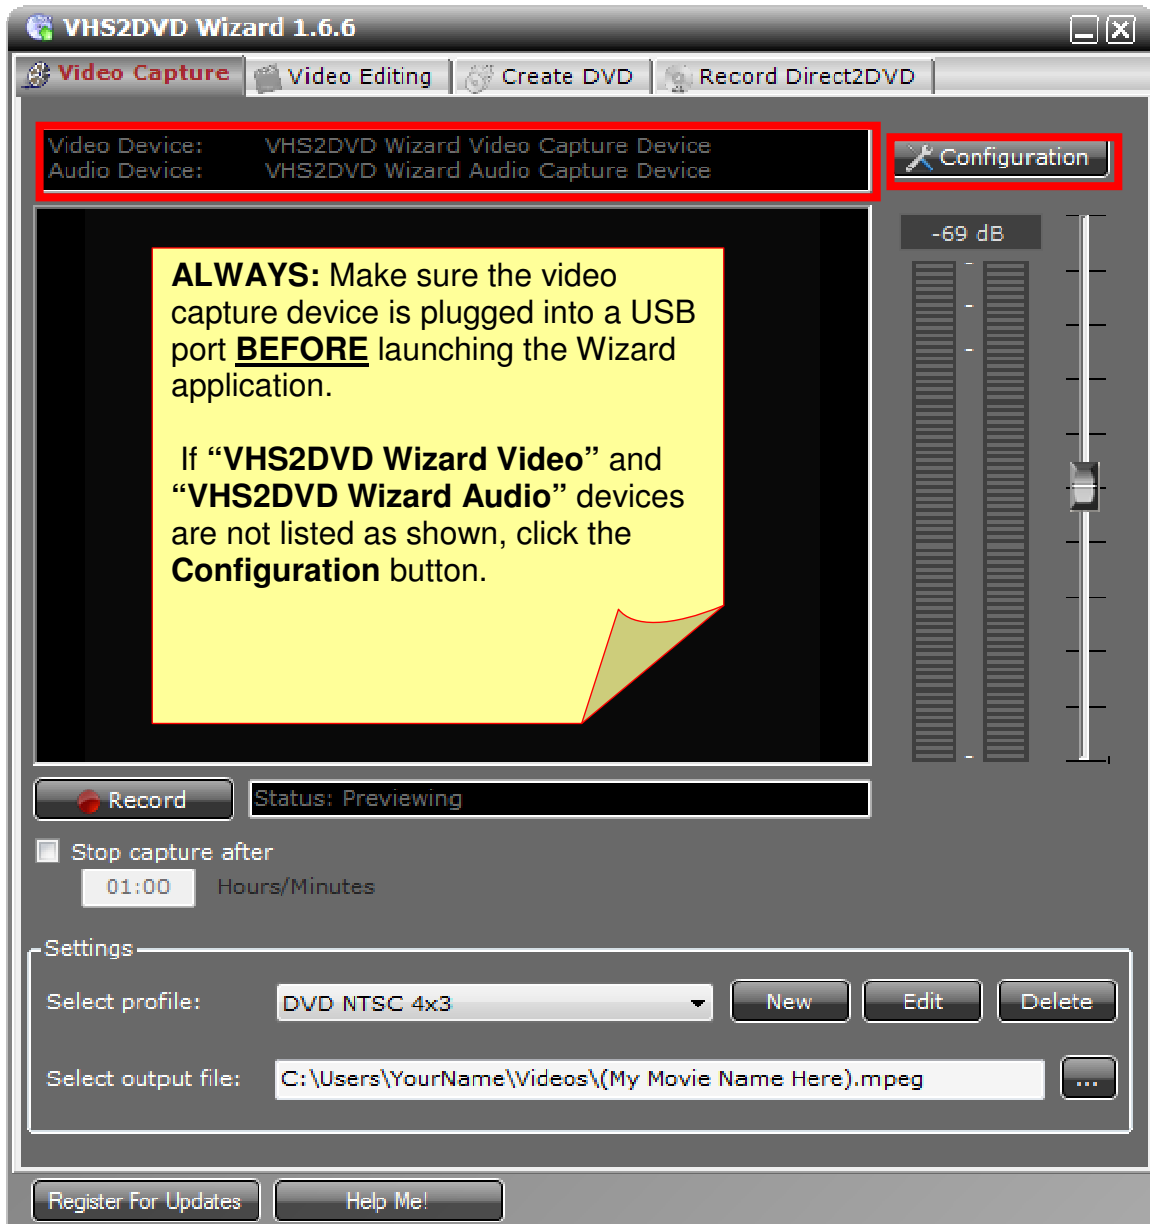 VHS2DVD Wizard 1.6.6
Video Capture Video Editing Create DVD Record Direct2DVD
Video Device: VHS2DVD Wizard Video Capture Device
Audio Device: VHS2DVD Wizard Audio Capture Device
Configuration
-69 dB
ALWAYS: Make sure the video
capture device is plugged into a USB
port BEFORE launching the Wizard
application.
If “VHS2DVD Wizard Video” and
“VHS2DVD Wizard Audio” devices
are not listed as shown, click the
Configuration button.
Record Status: Previewing
Stop capture after
01:00 Hours/Minutes
Settings
Select profile: DVD NTSC 4x3 New Edit Delete
Select output file: C:\Users\YourName\Videos\(My Movie Name Here).mpeg ...
Register For Updates Help Me!